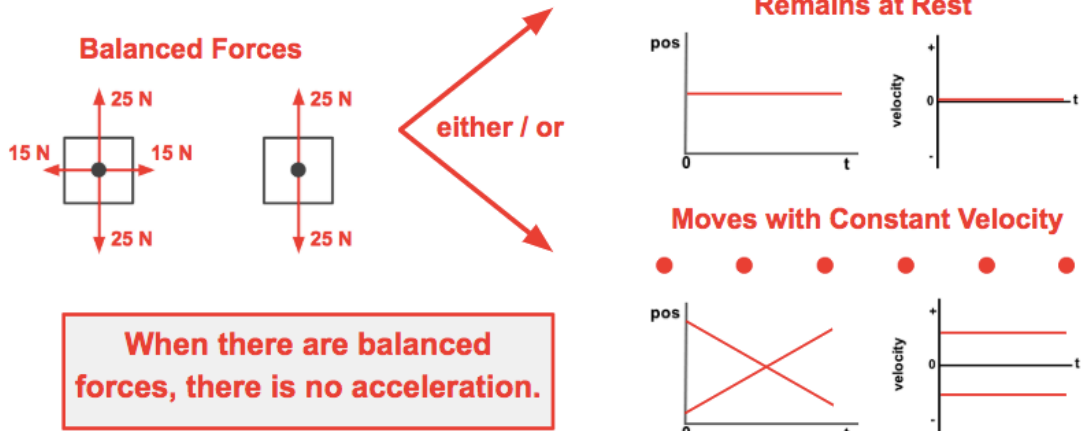 Remains at Rest
Balanced Forces
25 N
15 N
15 N
25 N
25 N
25 N
either / or
pos
0
t
velocity
+
0
-
t
Moves with Constant Velocity
pos
0
t
velocity
+
0
-
t
When there are balanced
forces, there is no acceleration.